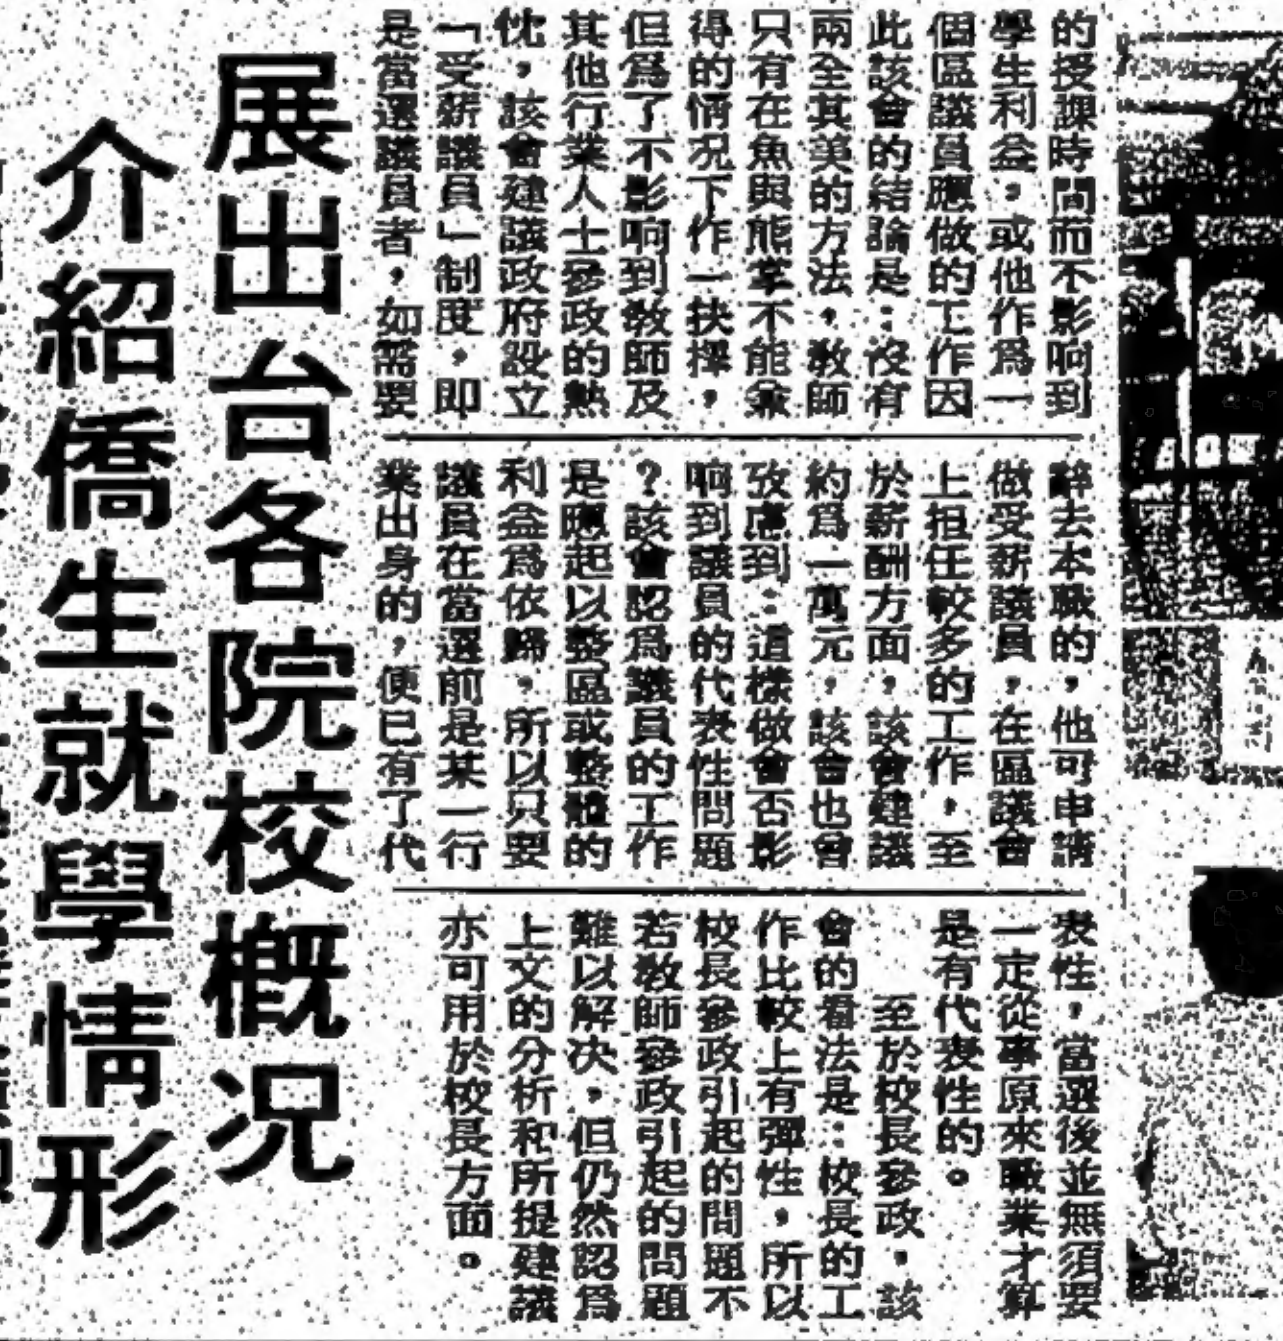 的授課時間而不影响到
學生利益，或他作爲一
個區議員應做的工作因
此該會的結論是：沒有
兩全其美的方法，教師
只有在魚與熊掌不能兼
得的情况下作一抉擇，
但爲了不影响到教師及
其他行業人士參政的熱
忱，該會建議政府設立
「受薪議員」制度，即
是當選議員者，如需要
辭去本職的，他可申請
做受薪議員，在區議會
上担任較多的工作，至
於薪酬方面，該會建議
約爲一萬元，該會也曾
攷慮到：這樣做會否影
响到議員的代表性問題
？該會認爲議員的工作
是應起以整區或整體的
利益爲依歸，所以只要
議員在當選前是某一行
業出身的，便已有了代
表性，當選後並無須要
一定從事原來職業才算
是有代表性的。
至於校長參政，該
會的看法是：校長的工
作比較上有彈性，所以
校長參政引起的問題不
若教師參政引起的問題
難以解决，但仍然認爲
上文的分析和所提建議
亦可用於校長方面。
展出台各院校概况
介紹僑生就學情形